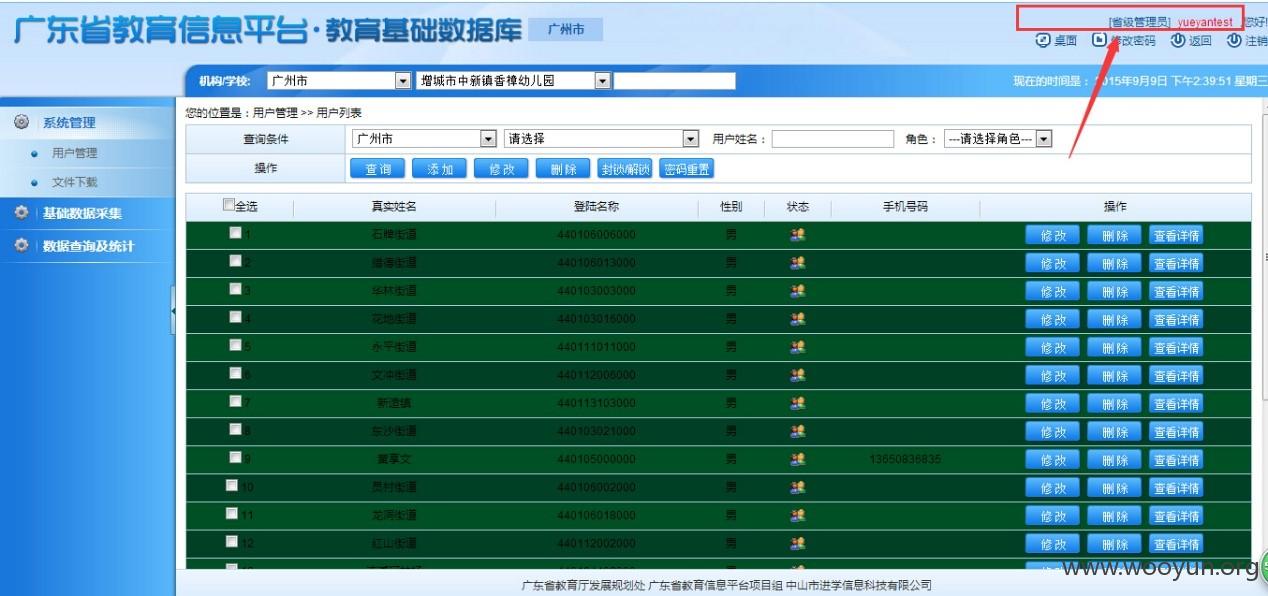 广东省教育信息平台·教育基础数据库 广州市
[省级管理员] yueyantest 您好!
桌面 修改密码 返回 注销
机构/学校: 广州市 增城市中新镇香樟幼儿园
现在的时间是： 2015年9月9日 下午2:39:51 星期三
您的位置是：用户管理 >> 用户列表
系统管理
用户管理
文件下载
基础数据采集
数据查询及统计
查询条件 广州市 请选择 用户姓名： 角色： ---请选择角色---
操作 查 询 添 加 修 改 删 除 封锁/解锁 密码重置
全选 真实姓名 登陆名称 性别 状态 手机号码 操作
1 石牌街道 440106006000 男 修 改 删 除 查看详情
2 440106013000 男 修 改 删 除 查看详情
3 华林街道 440103003000 男 修 改 删 除 查看详情
4 花地街道 440103016000 男 修 改 删 除 查看详情
5 永平街道 440111011000 男 修 改 删 除 查看详情
6 文冲街道 440112006000 男 修 改 删 除 查看详情
7 新造镇 440113103000 男 修 改 删 除 查看详情
8 东沙街道 440103021000 男 修 改 删 除 查看详情
9 440105000000 男 13650836835 修 改 删 除 查看详情
10 员村街道 440106002000 男 修 改 删 除 查看详情
11 龙洞街道 440106018000 男 修 改 删 除 查看详情
12 红山街道 440112002000 男 修 改 删 除 查看详情
www.wooyun.org
广东省教育厅发展规划处 广东省教育信息平台项目组 中山市进学信息科技有限公司